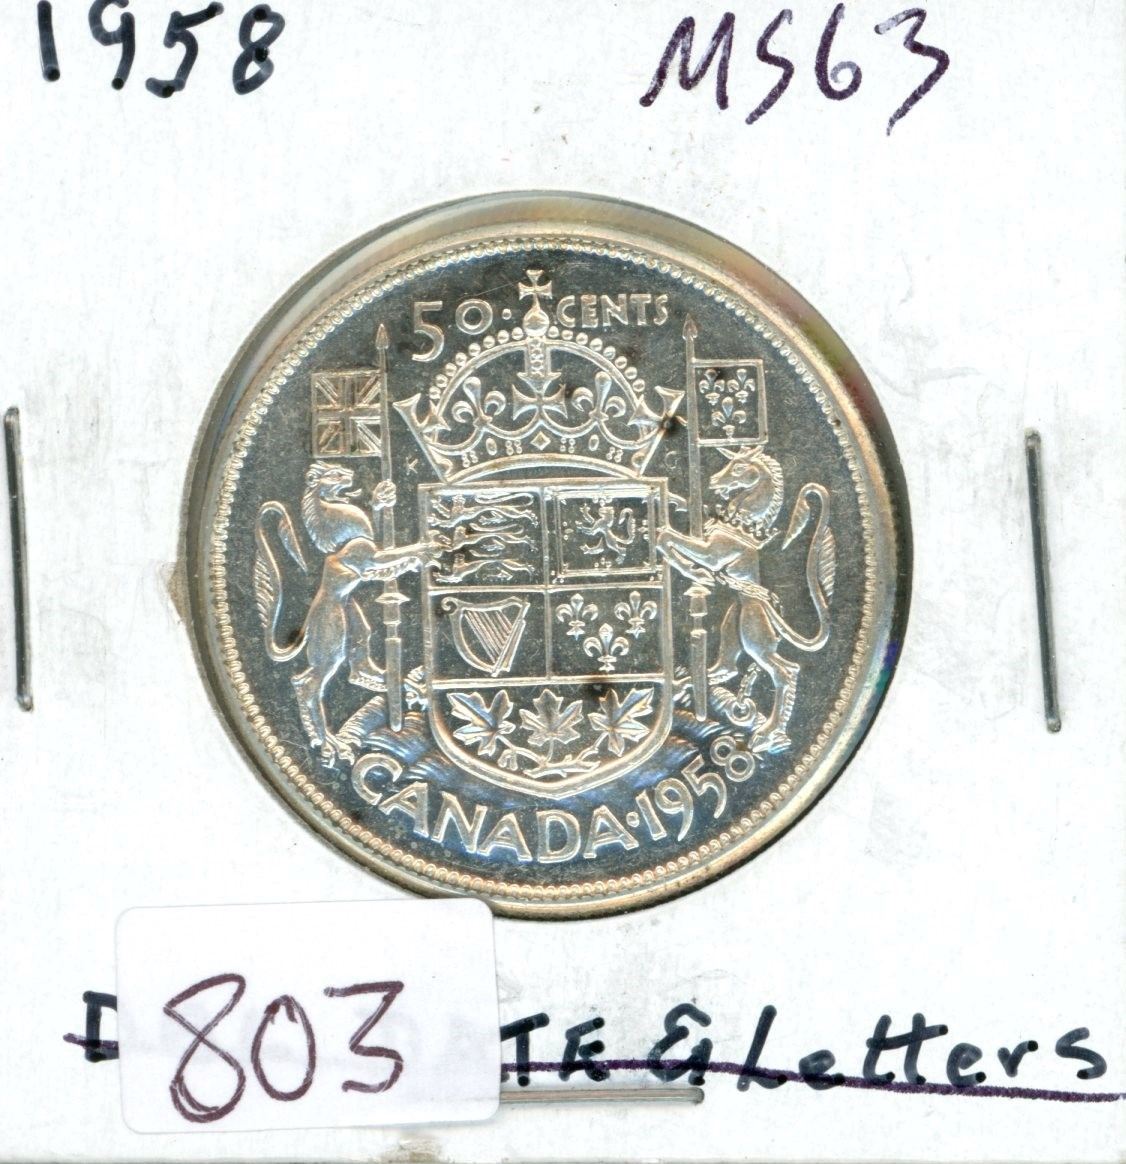 1958 MS63
50 · CENTS
K G
CANADA · 1958
803
TE & Letters